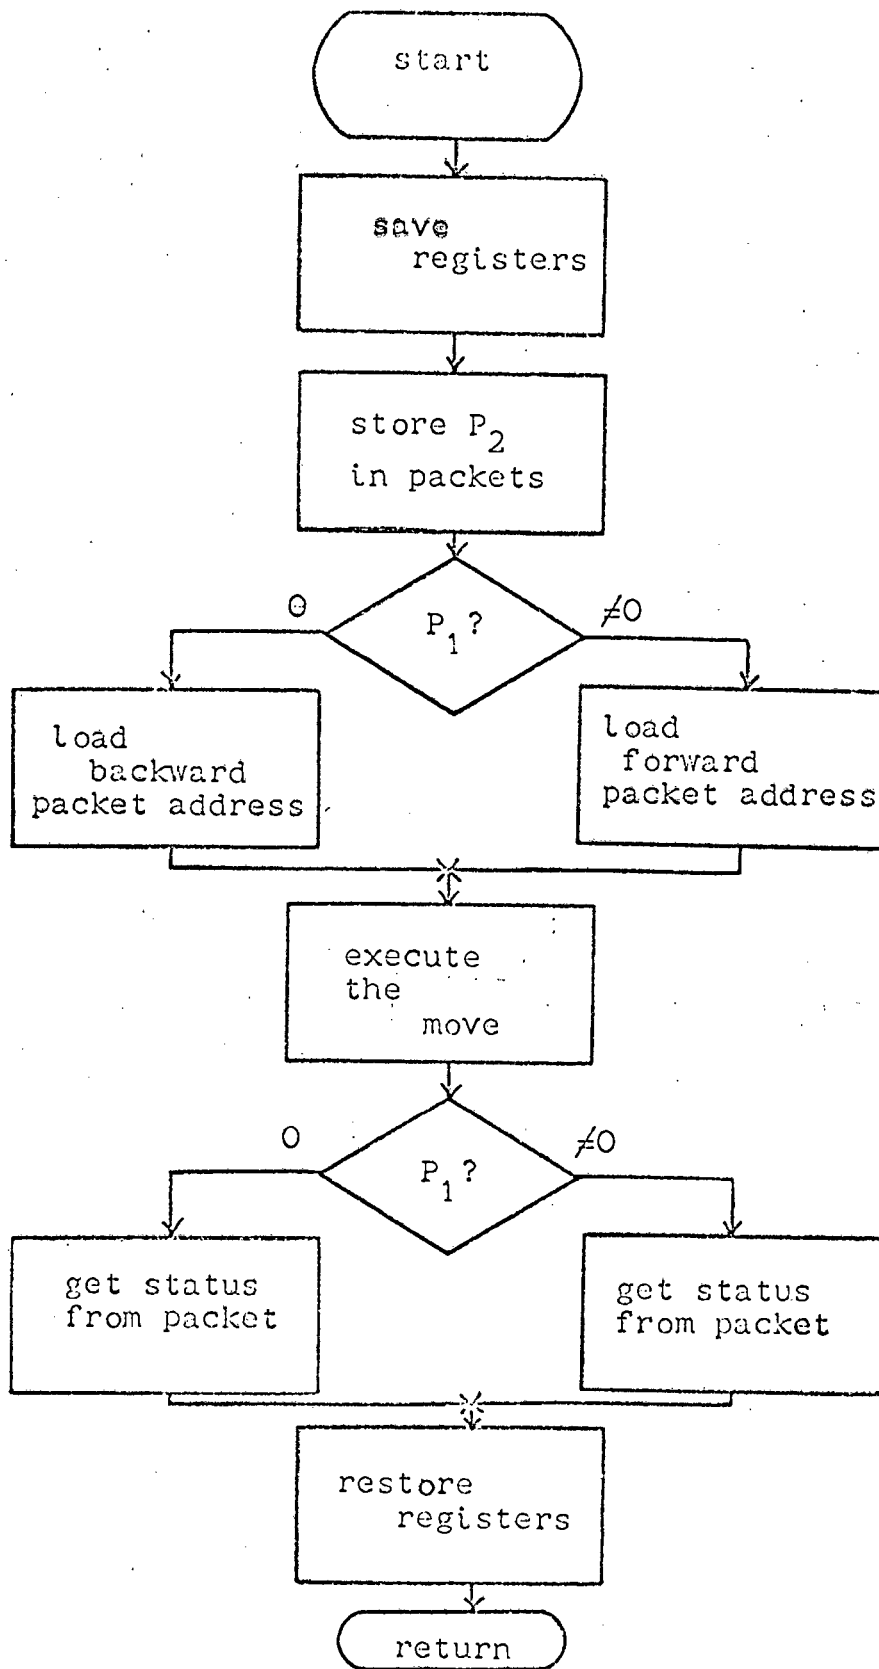 start
save
registers
store P₂
in packets
P₁?
0
≠0
load
backward
packet address
load
forward
packet address
execute
the
move
P₁?
0
≠0
get status
from packet
get status
from packet
restore
registers
return